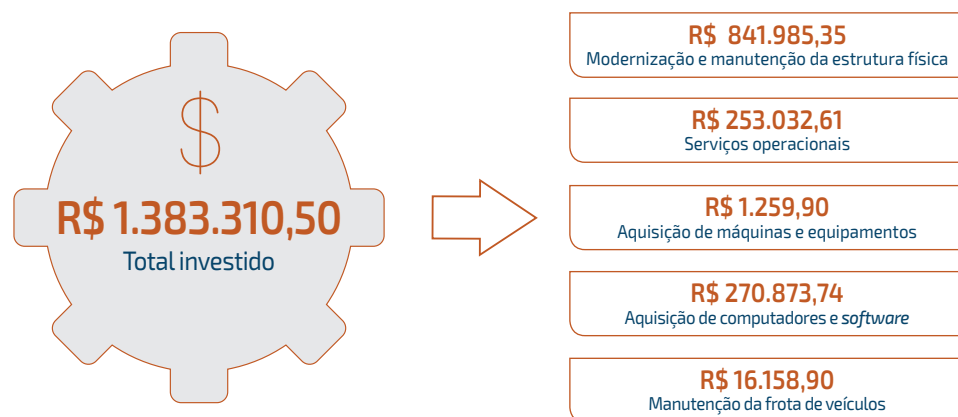 $
R$ 1.383.310,50
Total investido
R$ 841.985,35
Modernização e manutenção da estrutura física
R$ 253.032,61
Serviços operacionais
R$ 1.259,90
Aquisição de máquinas e equipamentos
R$ 270.873,74
Aquisição de computadores e software
R$ 16.158,90
Manutenção da frota de veículos